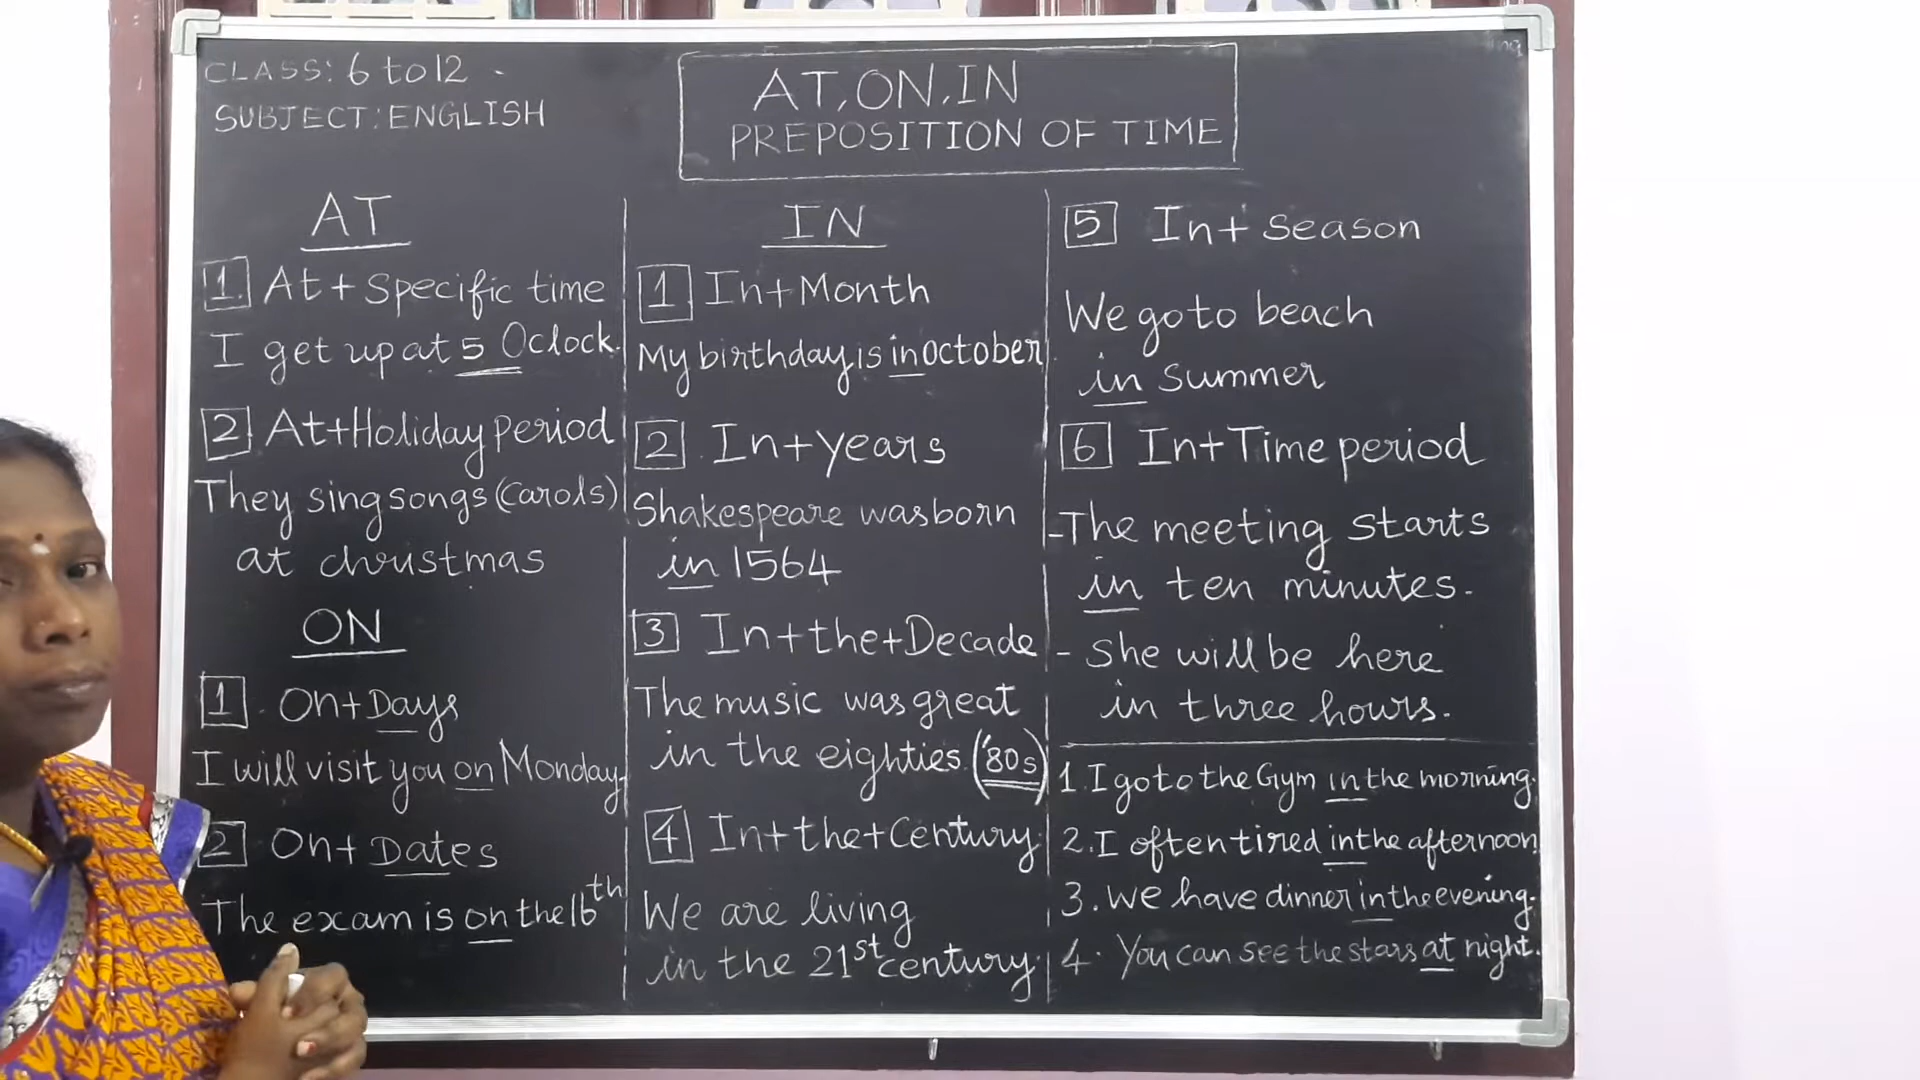 CLASS: 6 to 12
SUBJECT: ENGLISH
AT, ON, IN
PREPOSITION OF TIME
AT
1. At + Specific time
I get up at 5 Oclock.
2 At + Holiday period
They sing songs (carols)
at christmas
ON
1 On + Days
I will visit you on Monday.
2 On + Dates
The exam is on the 16th
IN
1 In + Month
My birthday is in October.
2 In + years
Shakespeare was born
in 1564
3 In + the + Decade
The music was great
in the eighties. ('80s)
4 In + the + Century
We are living
in the 21st century.
5 In + season
We go to beach
in summer
6 In + Time period
- The meeting starts
in ten minutes.
- She will be here
in three hours.
1. I go to the Gym in the morning.
2. I often tired in the afternoon.
3. We have dinner in the evening.
4. You can see the stars at night.